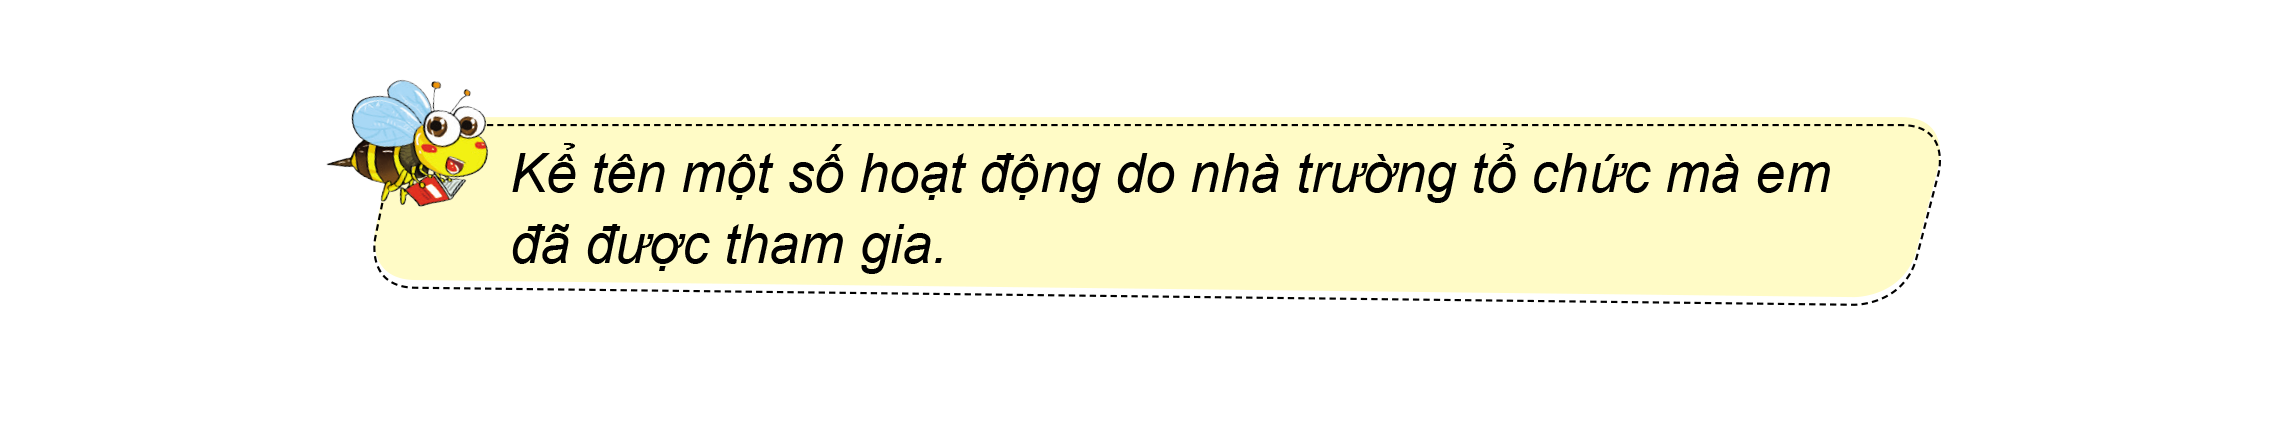 Kể tên một số hoạt động do nhà trường tổ chức mà em
đã được tham gia.